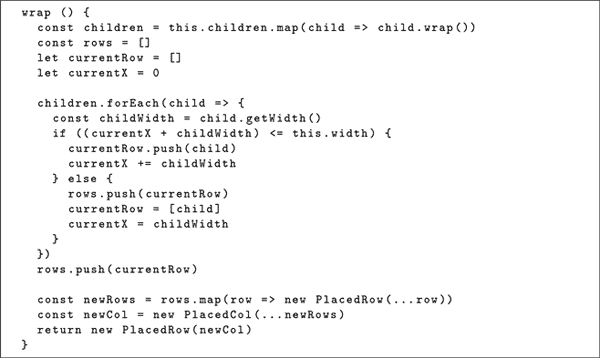 wrap () {
  const children = this.children.map(child => child.wrap())
  const rows = []
  let currentRow = []
  let currentX = 0

  children.forEach(child => {
    const childWidth = child.getWidth()
    if ((currentX + childWidth) <= this.width) {
      currentRow.push(child)
      currentX += childWidth
    } else {
      rows.push(currentRow)
      currentRow = [child]
      currentX = childWidth
    }
  })
  rows.push(currentRow)

  const newRows = rows.map(row => new PlacedRow(...row))
  const newCol = new PlacedCol(...newRows)
  return new PlacedRow(newCol)
}